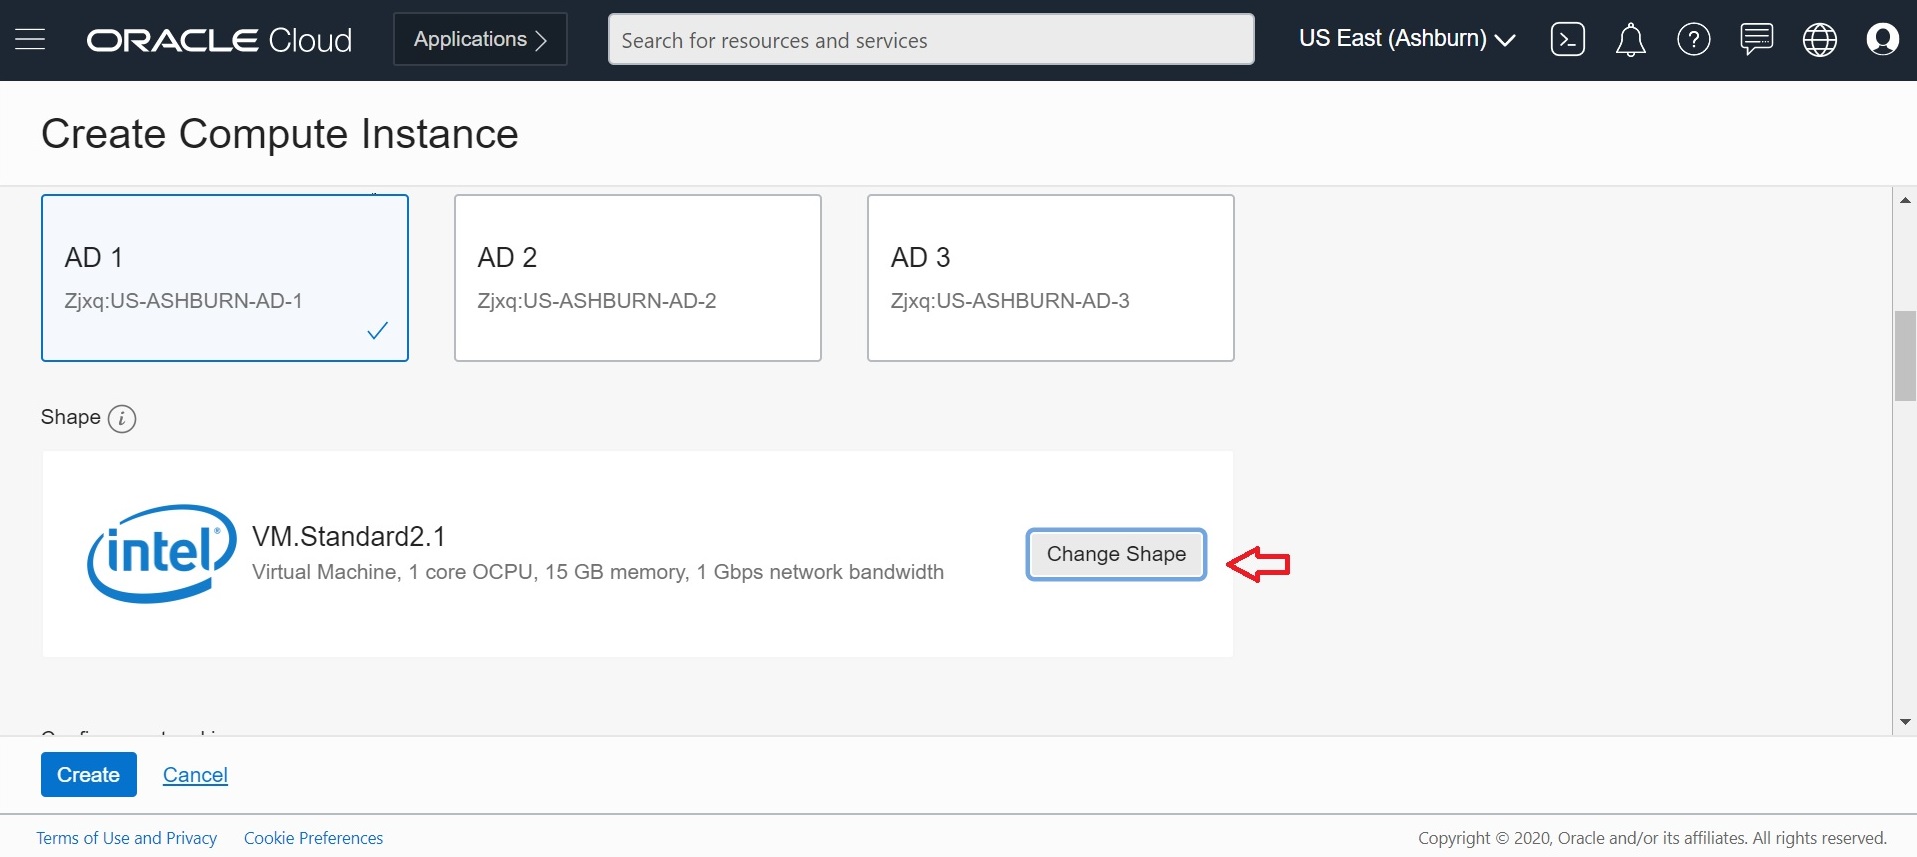 ORACLE Cloud
Applications
Search for resources and services
US East (Ashburn)
Create Compute Instance
AD 1
Zjxq:US-ASHBURN-AD-1
AD 2
Zjxq:US-ASHBURN-AD-2
AD 3
Zjxq:US-ASHBURN-AD-3
Shape i
intel®
VM.Standard2.1
Virtual Machine, 1 core OCPU, 15 GB memory, 1 Gbps network bandwidth
Change Shape
Create
Cancel
Terms of Use and Privacy
Cookie Preferences
Copyright © 2020, Oracle and/or its affiliates. All rights reserved.